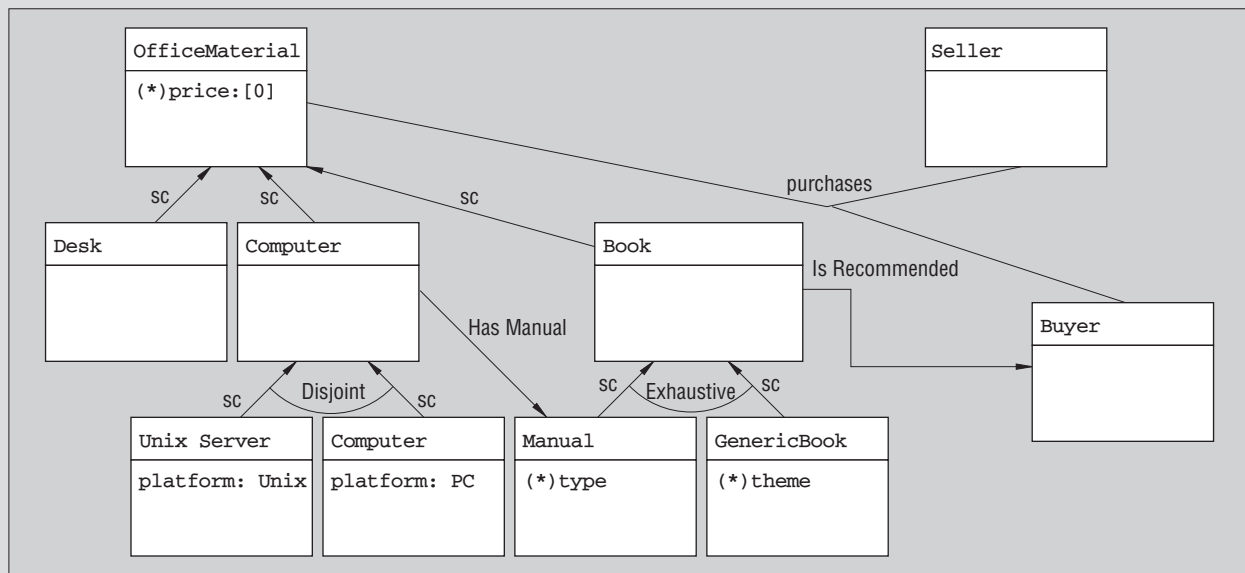 OfficeMaterial
(*)price:[0]
Seller
purchases
sc
sc
sc
Desk
Computer
Book
Is Recommended
Buyer
Has Manual
sc
Disjoint
sc
sc
Exhaustive
sc
Unix Server
platform: Unix
Computer
platform: PC
Manual
(*)type
GenericBook
(*)theme